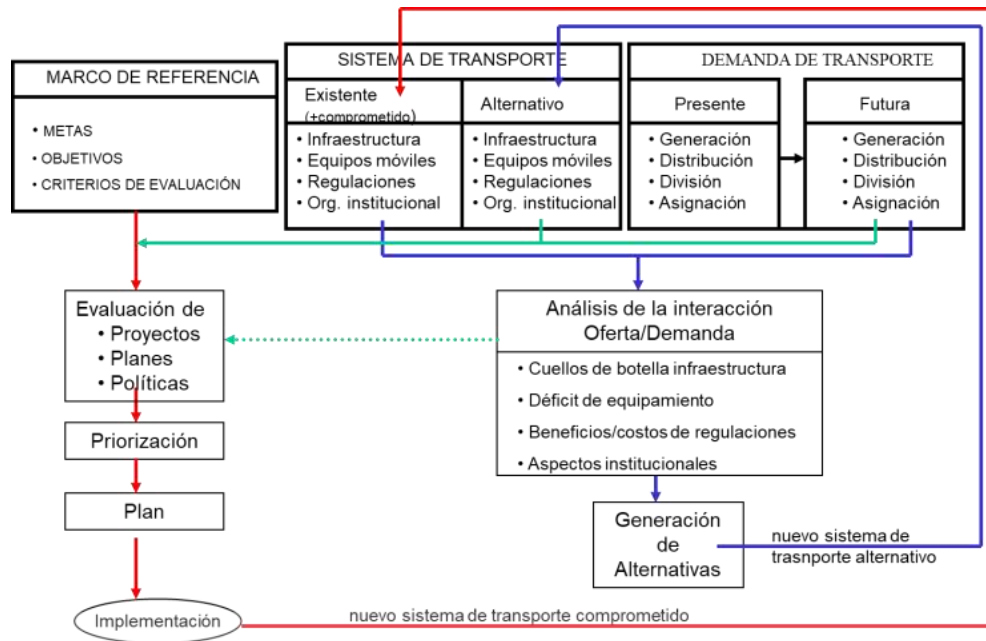 MARCO DE REFERENCIA
• METAS
• OBJETIVOS
• CRITERIOS DE EVALUACIÓN
SISTEMA DE TRANSPORTE
Existente
(+comprometido)
• Infraestructura
• Equipos móviles
• Regulaciones
• Org. institucional
Alternativo
• Infraestructura
• Equipos móviles
• Regulaciones
• Org. institucional
DEMANDA DE TRANSPORTE
Presente
• Generación
• Distribución
• División
• Asignación
Futura
• Generación
• Distribución
• División
• Asignación
Evaluación de
• Proyectos
• Planes
• Políticas
Análisis de la interacción
Oferta/Demanda
• Cuellos de botella infraestructura
• Déficit de equipamiento
• Beneficios/costos de regulaciones
• Aspectos institucionales
Priorización
Plan
Generación
de
Alternativas
nuevo sistema de
trasnporte alternativo
Implementación
nuevo sistema de transporte comprometido